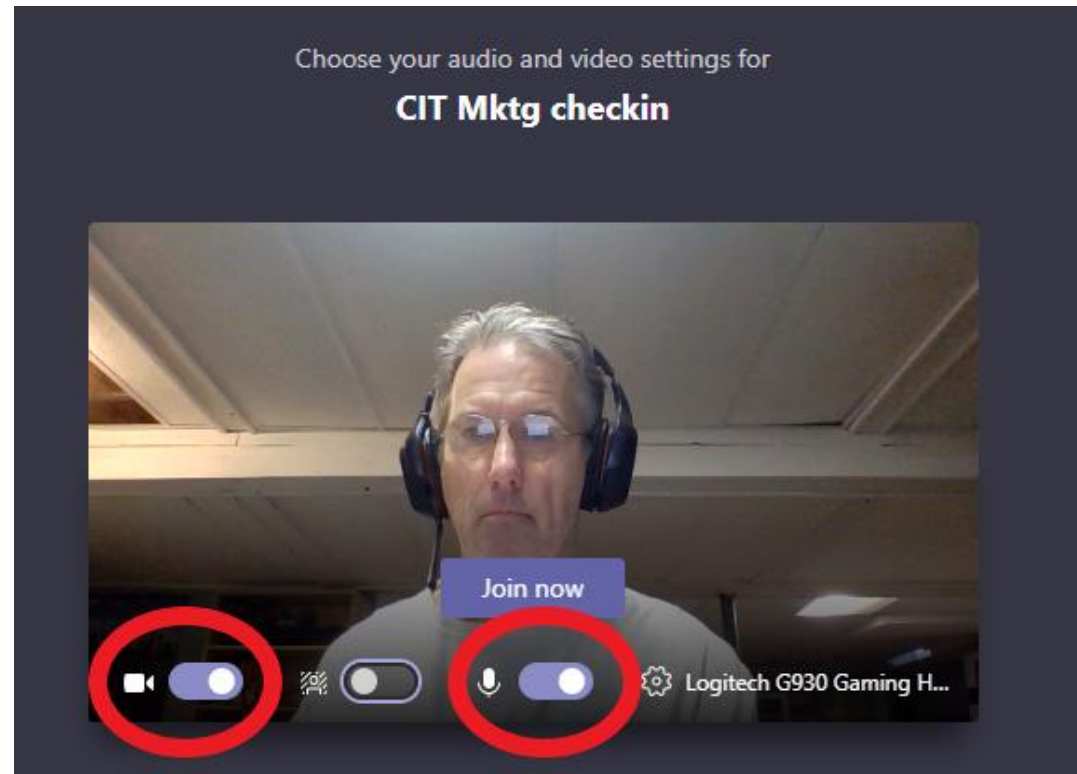 Choose your audio and video settings for
CIT Mktg checkin
Join now
Logitech G930 Gaming H...